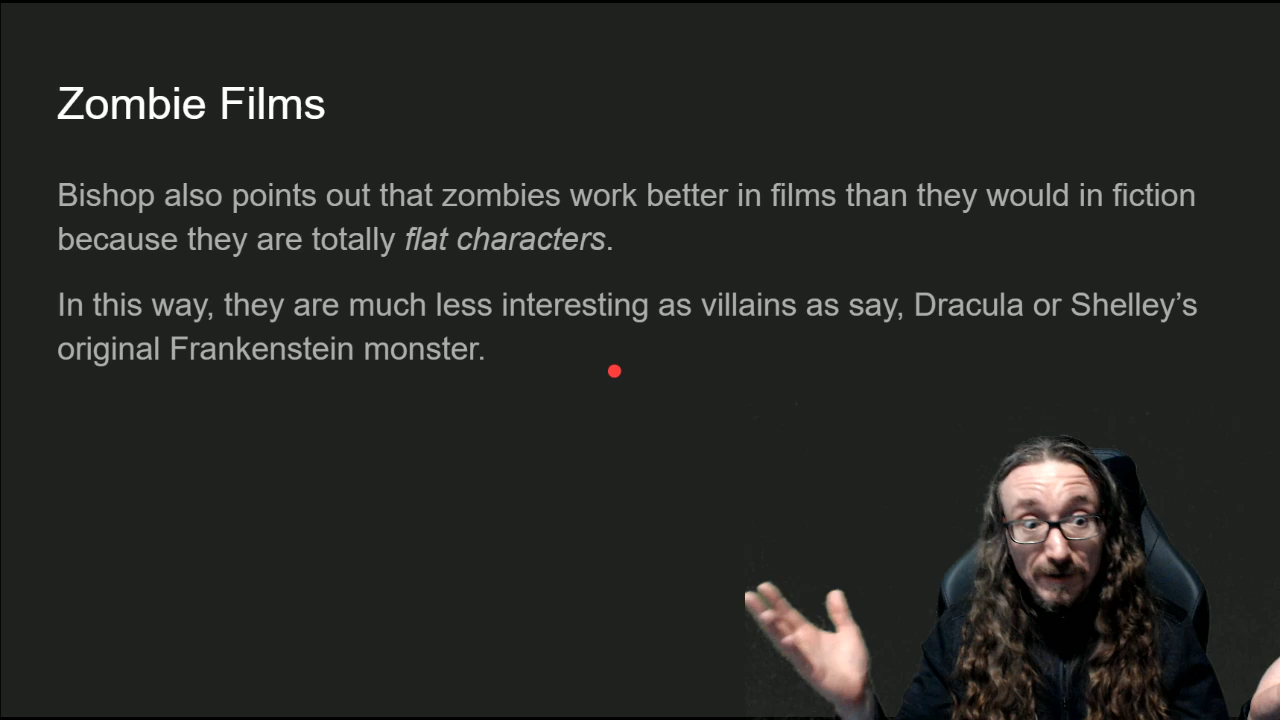 Zombie Films
Bishop also points out that zombies work better in films than they would in fiction
because they are totally flat characters.
In this way, they are much less interesting as villains as say, Dracula or Shelley’s
original Frankenstein monster.